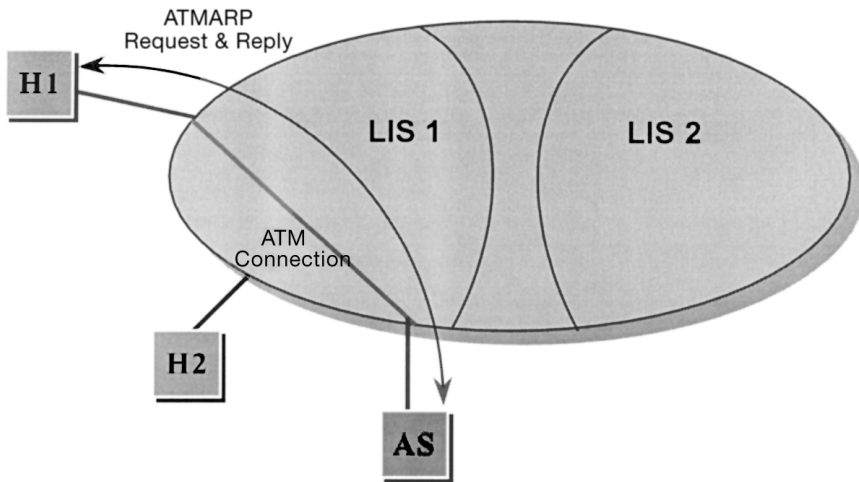 ATMARP
Request & Reply
H1
LIS 1
LIS 2
ATM
Connection
H2
AS